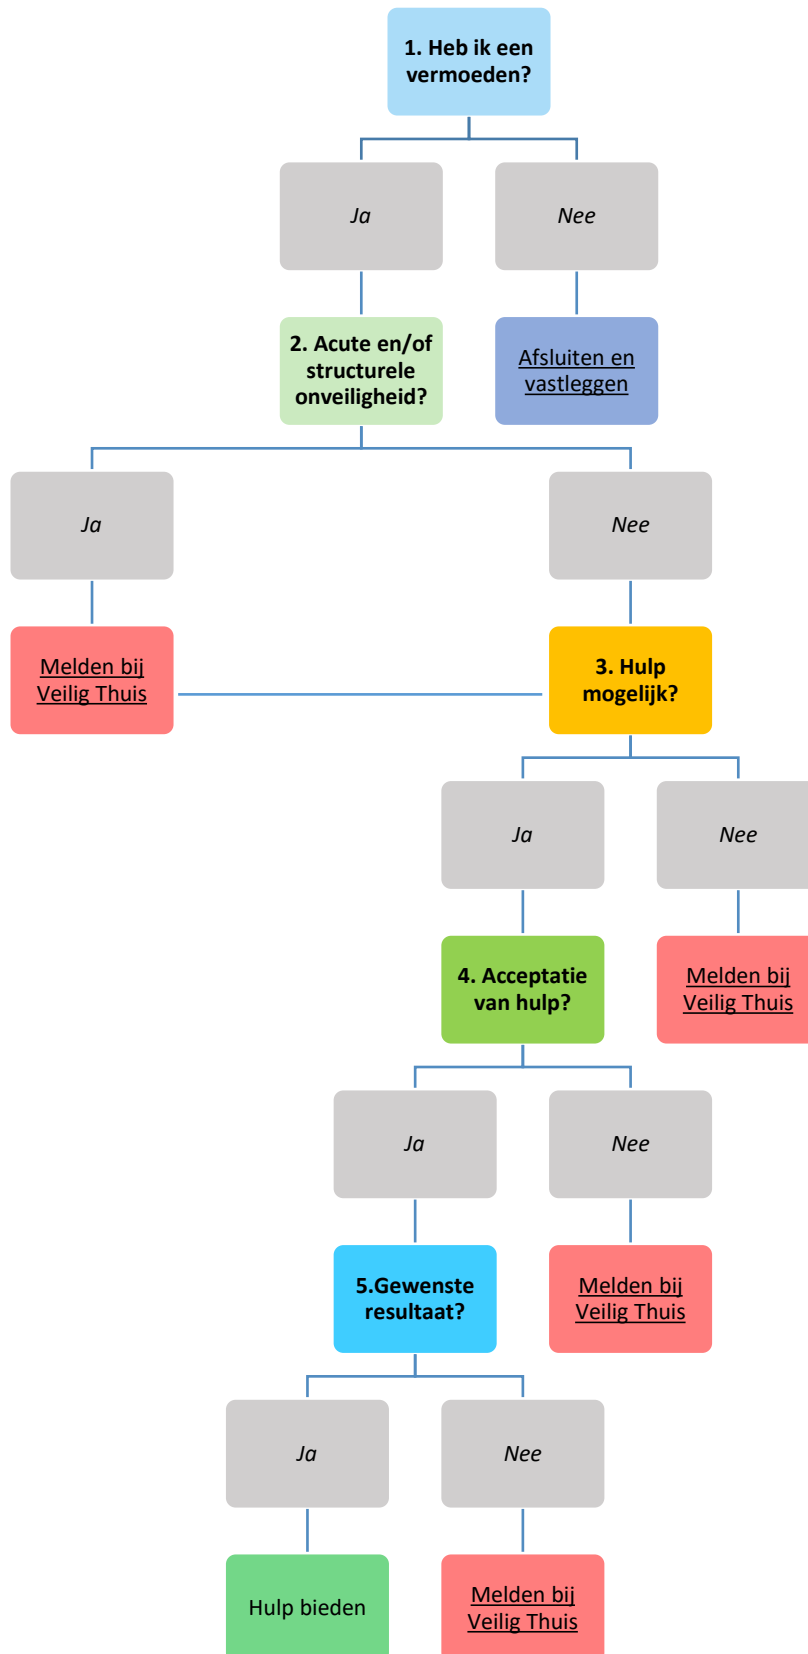 1. Heb ik een
vermoeden?
Ja
Nee
2. Acute en/of
structurele
onveiligheid?
Afsluiten en
vastleggen
Ja
Nee
Melden bij
Veilig Thuis
3. Hulp
mogelijk?
Ja
Nee
4. Acceptatie
van hulp?
Melden bij
Veilig Thuis
Ja
Nee
5.Gewenste
resultaat?
Melden bij
Veilig Thuis
Ja
Nee
Hulp bieden
Melden bij
Veilig Thuis